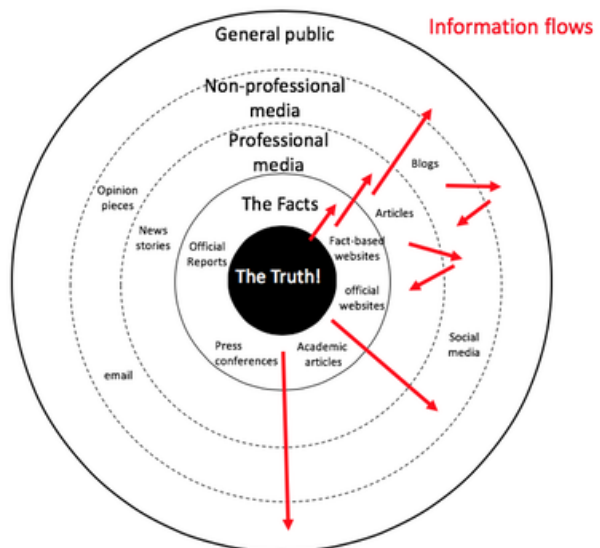 Information flows
General public
Non-professional
media
Professional
media
Blogs
Opinion
pieces
The Facts
Articles
News
stories
Official
Reports
Fact-based
websites
The Truth!
official
websites
Press
conferences
Academic
articles
Social
media
email